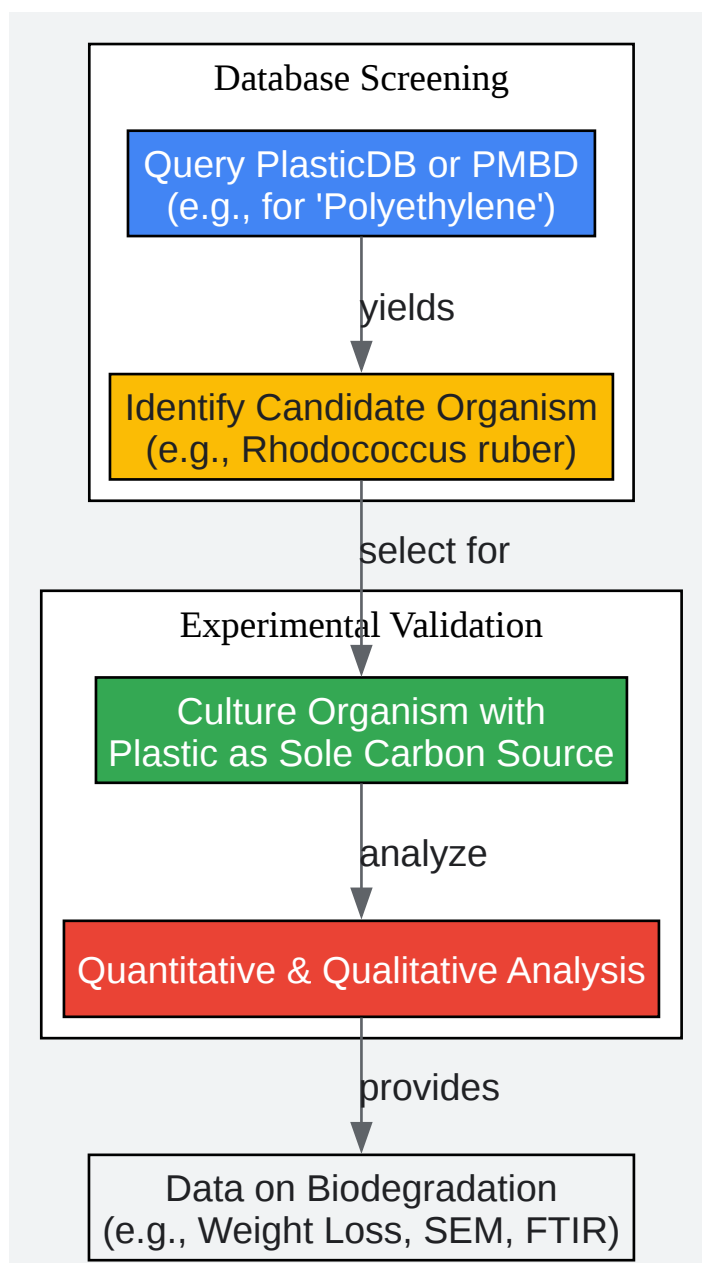 Database Screening
Query PlasticDB or PMBD
(e.g., for 'Polyethylene')
yields
Identify Candidate Organism
(e.g., Rhodococcus ruber)
select for
Experimental Validation
Culture Organism with
Plastic as Sole Carbon Source
analyze
Quantitative & Qualitative Analysis
provides
Data on Biodegradation
(e.g., Weight Loss, SEM, FTIR)